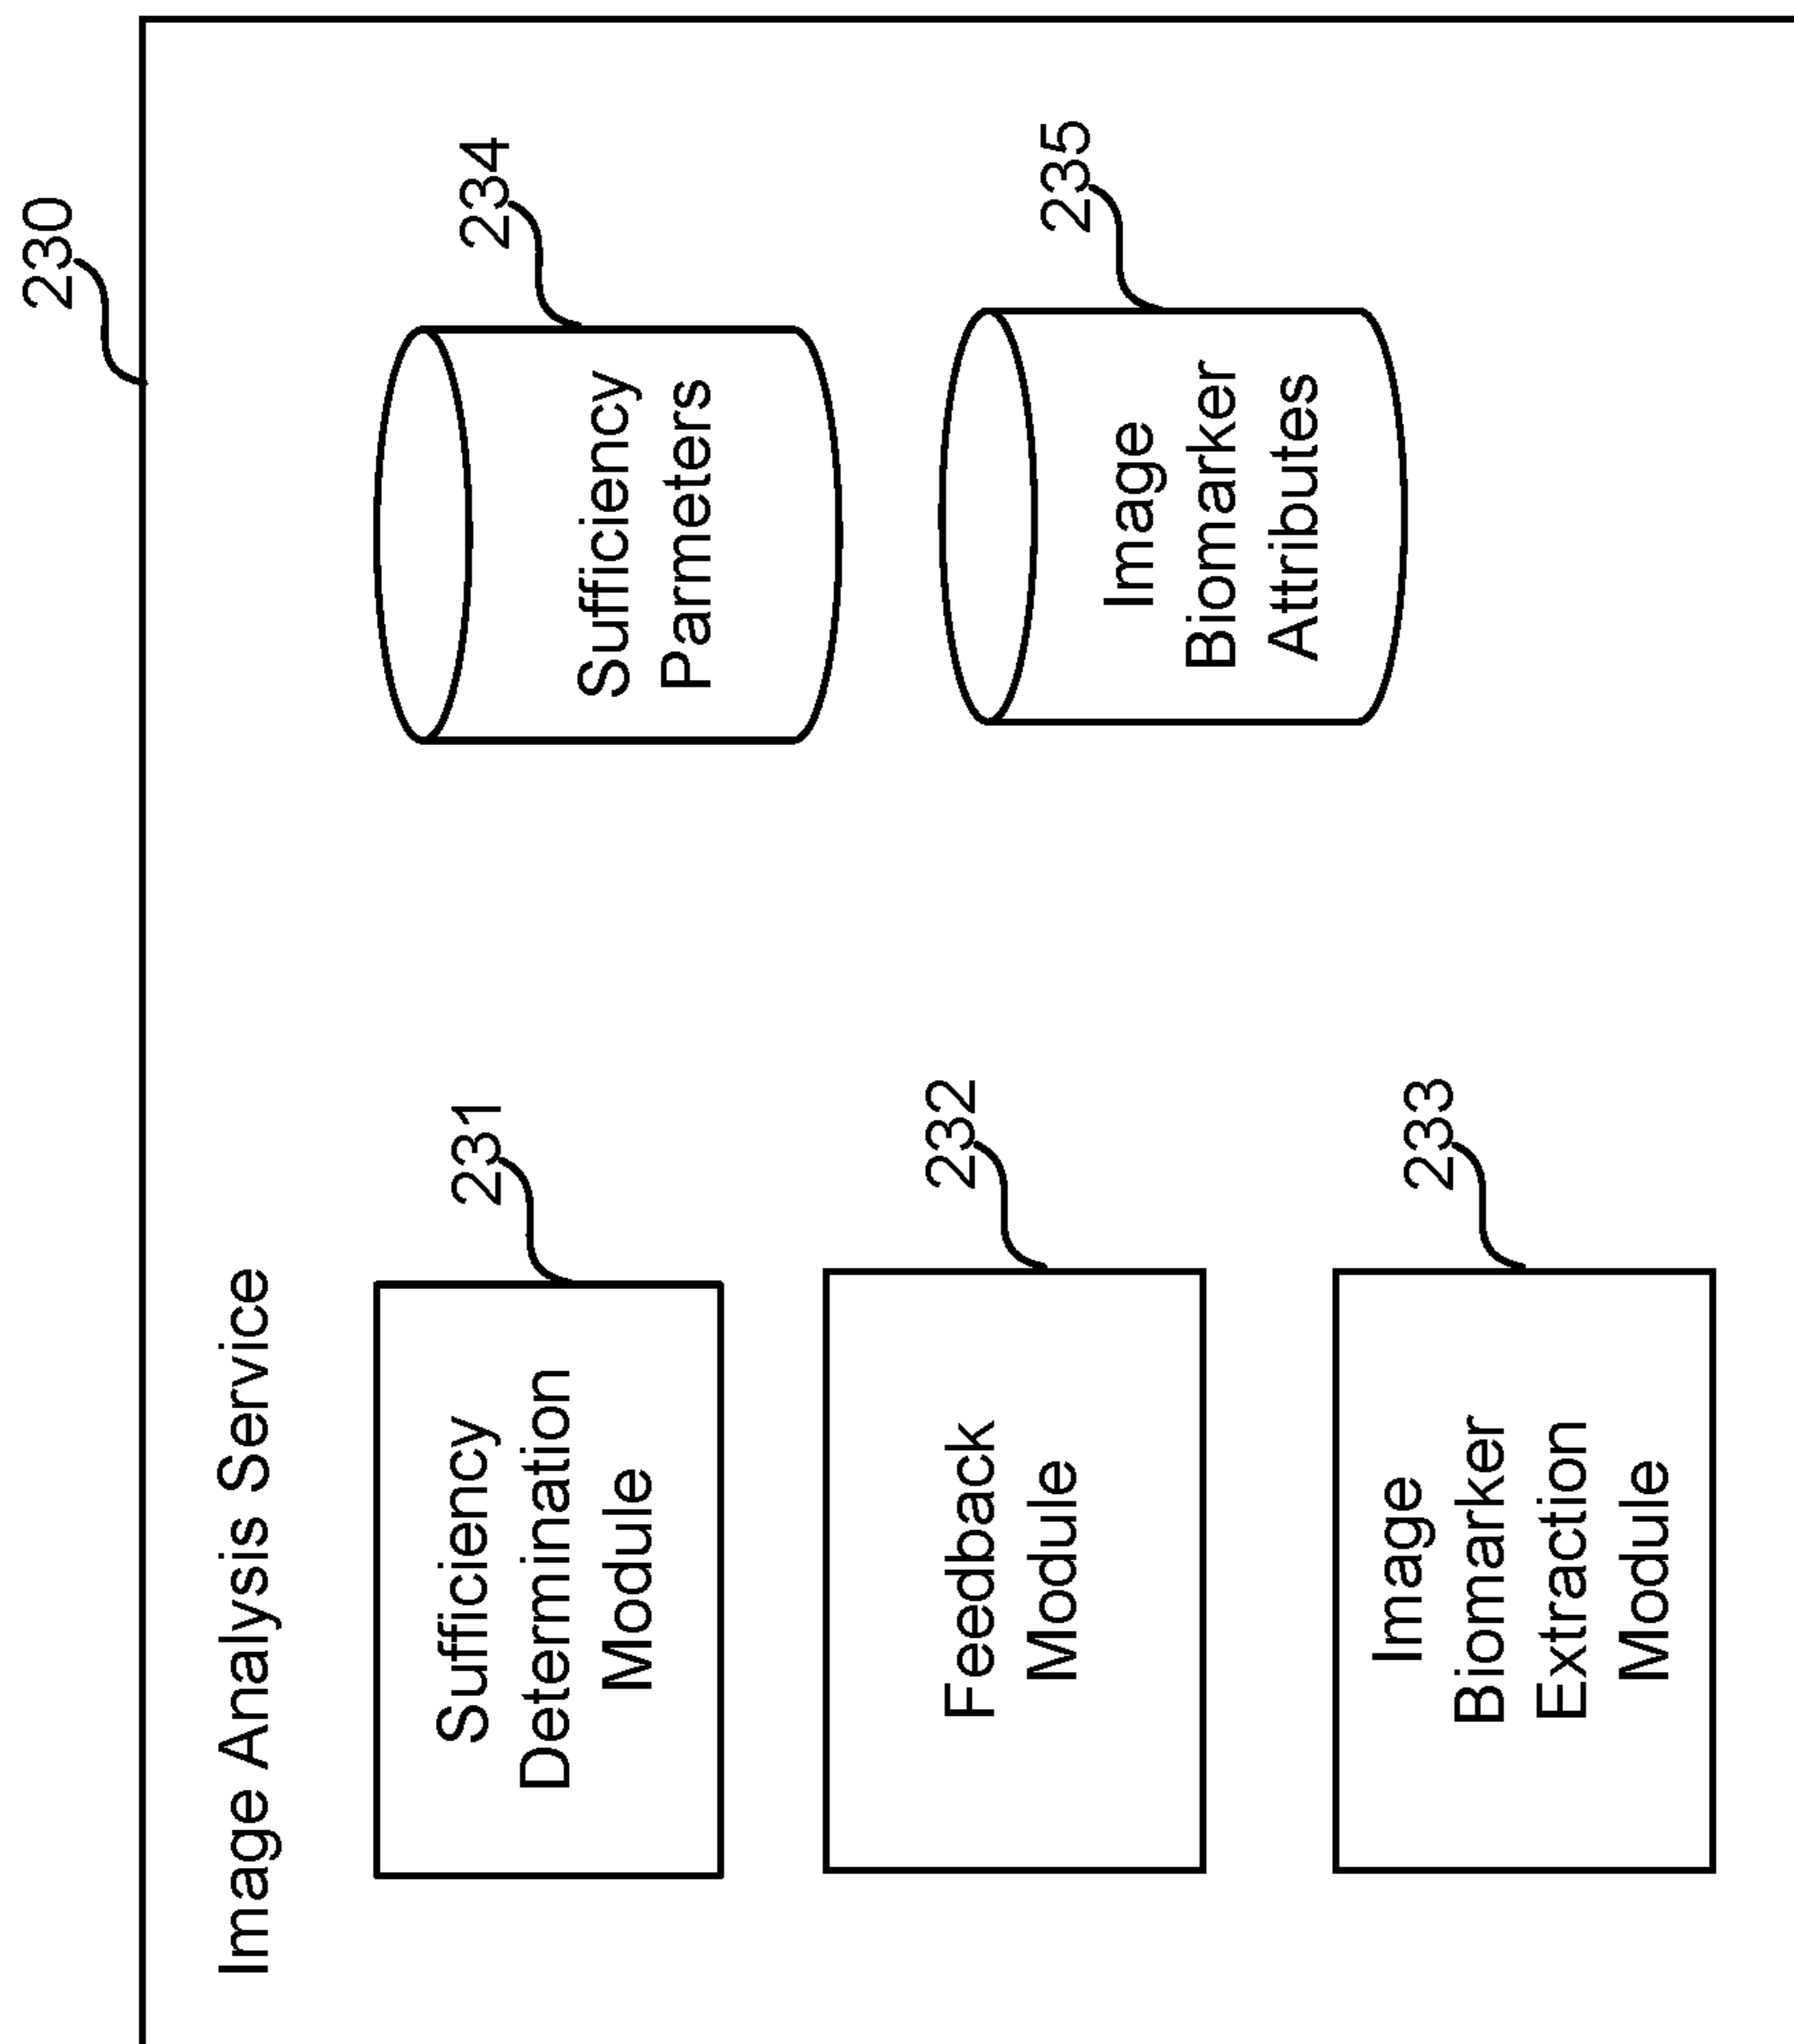 230
Image Analysis Service
231
Sufficiency
Determination
Module
234
Sufficiency
Parmeters
232
Feedback
Module
235
Image
Biomarker
Attributes
233
Image
Biomarker
Extraction
Module